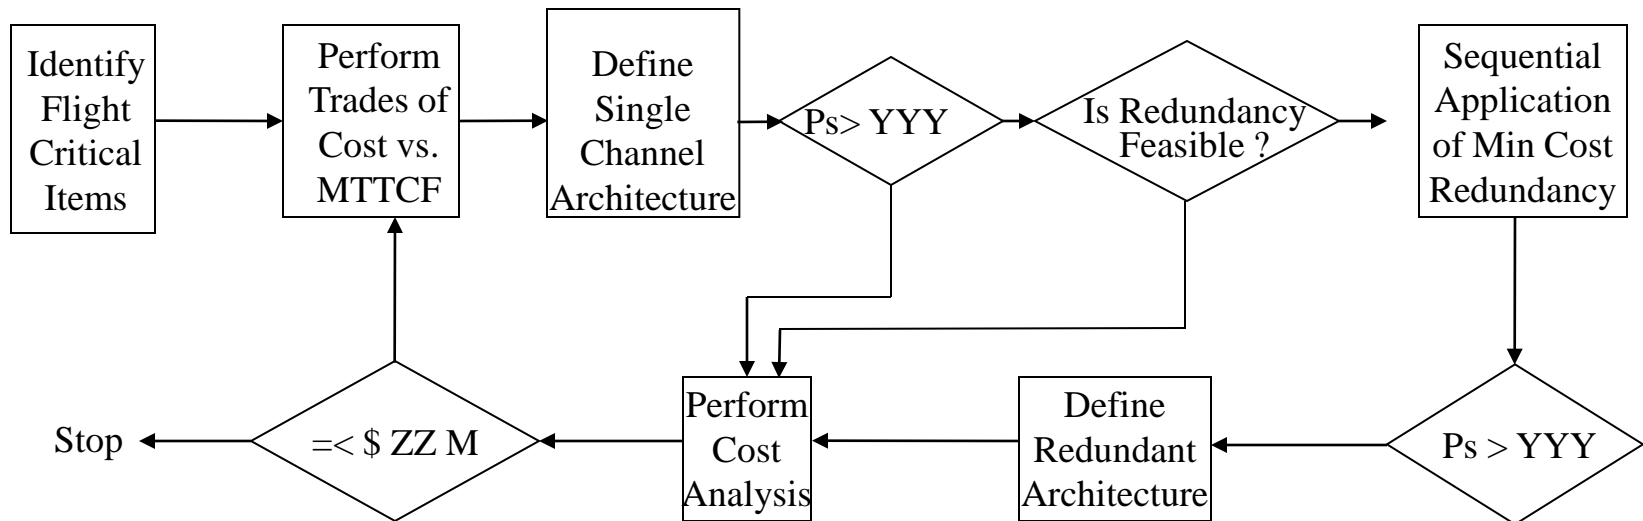 Identify
Flight
Critical
Items
Perform
Trades of
Cost vs.
MTTCF
Define
Single
Channel
Architecture
Ps> YYY
Is Redundancy
Feasible ?
Sequential
Application
of Min Cost
Redundancy
Stop
=< $ ZZ M
Perform
Cost
Analysis
Define
Redundant
Architecture
Ps > YYY